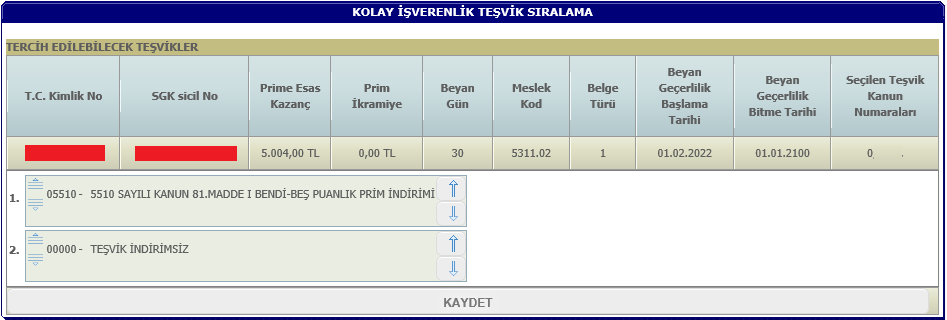 KOLAY İŞVERENLİK TEŞVİK SIRALAMA
TERCİH EDİLEBİLECEK TEŞVİKLER
T.C. Kimlik No
SGK sicil No
Prime Esas
Kazanç
Prim
İkramiye
Beyan
Gün
Meslek
Kod
Belge
Türü
Beyan
Geçerlilik
Başlama
Tarihi
Beyan
Geçerlilik
Bitme Tarihi
Seçilen Teşvik
Kanun
Numaraları
5.004,00 TL
0,00 TL
30
5311.02
1
01.02.2022
01.01.2100
0 .
1. 05510 - 5510 SAYILI KANUN 81.MADDE I BENDİ-BEŞ PUANLIK PRİM İNDİRİMİ
2. 00000 - TEŞVİK İNDİRİMSİZ
KAYDET